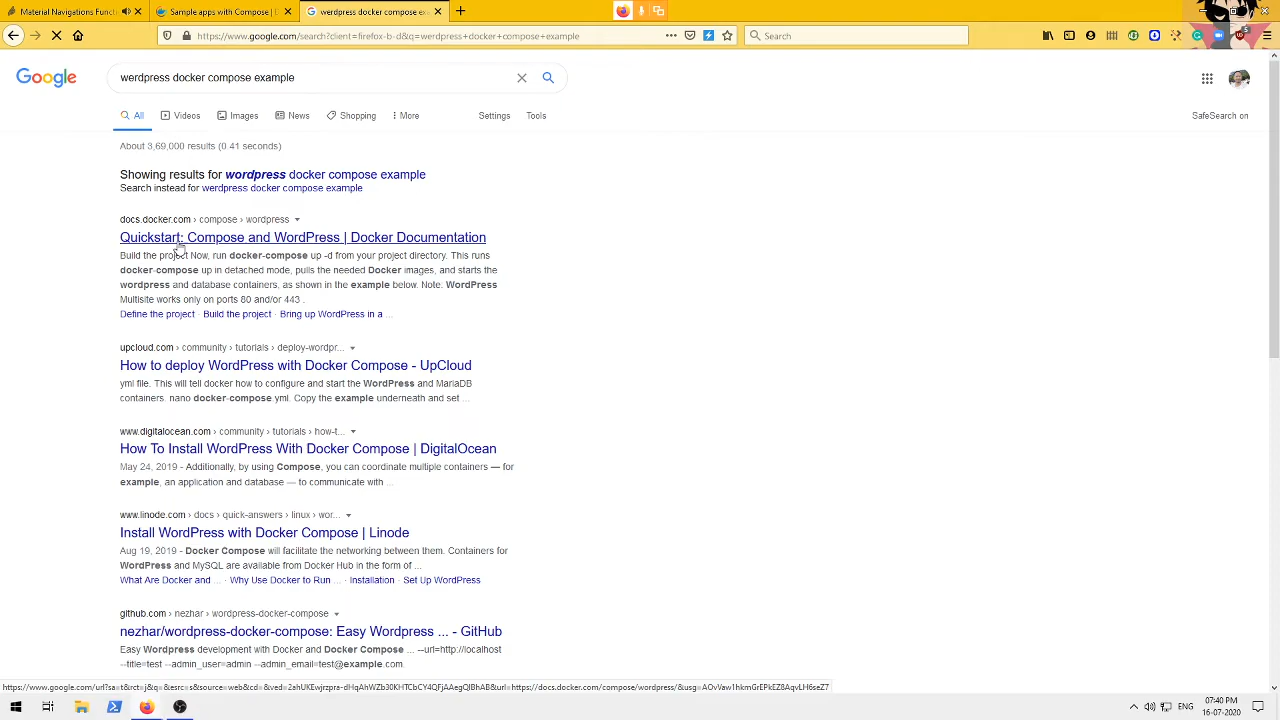 Material Navigations Func
Sample apps with Compose | D
werdpress docker compose exam
https://www.google.com/search?client=firefox-b-d&q=werdpress+docker+compose+example
Search
Google
werdpress docker compose example
All
Videos
Images
News
Shopping
More
Settings
Tools
SafeSearch on
About 3,69,000 results (0.41 seconds)
Showing results for wordpress docker compose example
Search instead for werdpress docker compose example
docs.docker.com › compose › wordpress
Quickstart: Compose and WordPress | Docker Documentation
Build the project Now, run docker-compose up -d from your project directory. This runs
docker-compose up in detached mode, pulls the needed Docker images, and starts the
wordpress and database containers, as shown in the example below. Note: WordPress
Multisite works only on ports 80 and/or 443 .
Define the project · Build the project · Bring up WordPress in a ...
upcloud.com › community › tutorials › deploy-wordpr...
How to deploy WordPress with Docker Compose - UpCloud
yml file. This will tell docker how to configure and start the WordPress and MariaDB
containers. nano docker-compose.yml. Copy the example underneath and set ...
www.digitalocean.com › community › tutorials › how-t...
How To Install WordPress With Docker Compose | DigitalOcean
May 24, 2019 - Additionally, by using Compose, you can coordinate multiple containers — for
example, an application and database — to communicate with ...
www.linode.com › docs › quick-answers › linux › wor...
Install WordPress with Docker Compose | Linode
Aug 19, 2019 - Docker Compose will facilitate the networking between them. Containers for
WordPress and MySQL are available from Docker Hub in the form of ...
What Are Docker and ... · Why Use Docker to Run ... · Installation · Set Up WordPress
github.com › nezhar › wordpress-docker-compose
nezhar/wordpress-docker-compose: Easy Wordpress ... - GitHub
Easy Wordpress development with Docker and Docker Compose ... --url=http://localhost
--title=test --admin_user=admin --admin_email=test@example.com.
ENG
07:40 PM
16-07-2020